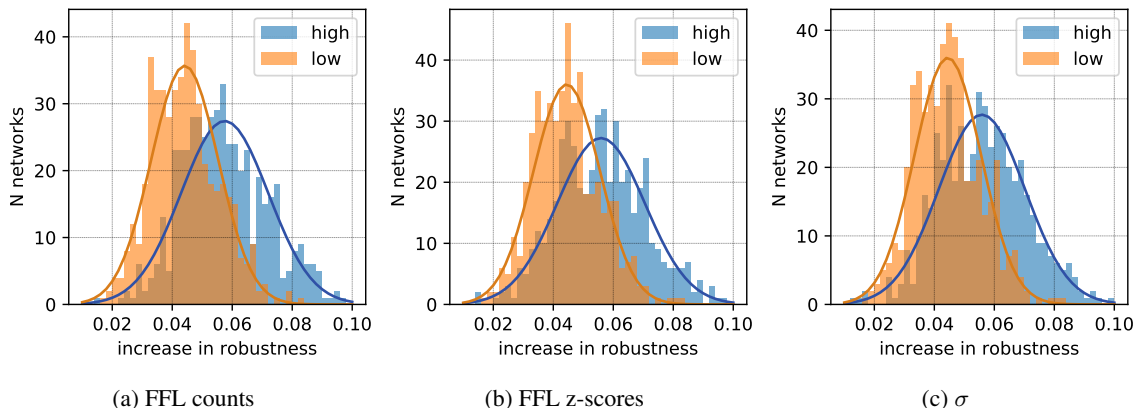 40
30
20
10
0
N networks
high
low
0.02 0.04 0.06 0.08 0.10
increase in robustness
(a) FFL counts
40
30
20
10
0
N networks
high
low
0.02 0.04 0.06 0.08 0.10
increase in robustness
(b) FFL z-scores
40
30
20
10
0
N networks
high
low
0.02 0.04 0.06 0.08 0.10
increase in robustness
(c) σ